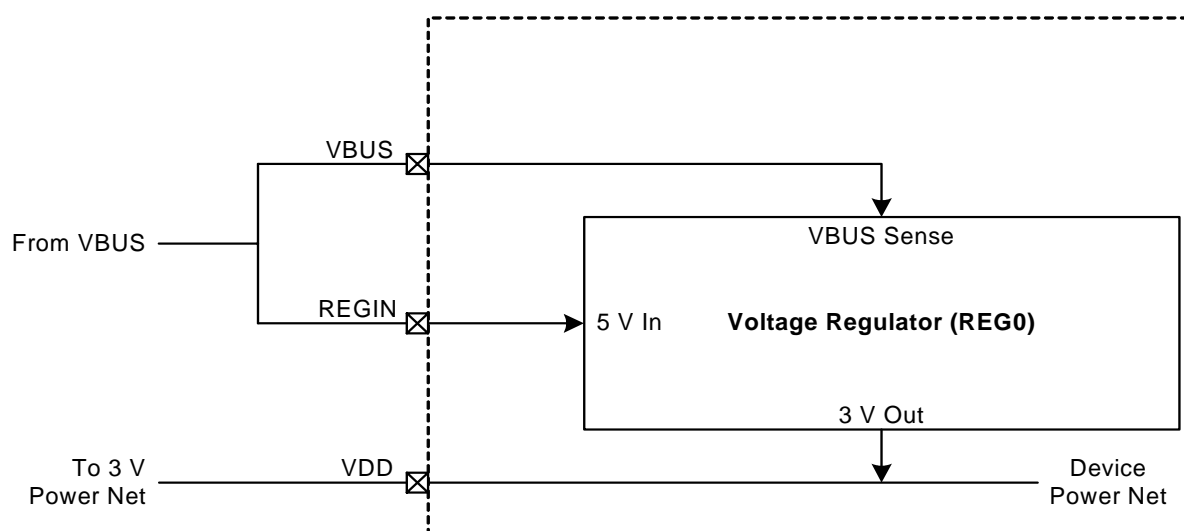 VBUS
From VBUS
VBUS Sense
REGIN
5 V In
Voltage Regulator (REG0)
3 V Out
To 3 V
Power Net
VDD
Device
Power Net